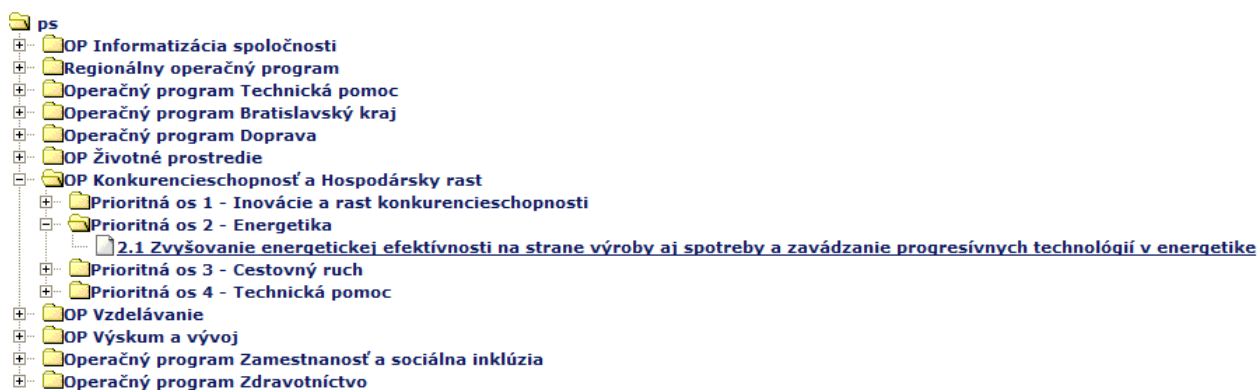 ps
OP Informatizácia spoločnosti
Regionálny operačný program
Operačný program Technická pomoc
Operačný program Bratislavský kraj
Operačný program Doprava
OP Životné prostredie
OP Konkurencieschopnosť a Hospodársky rast
Prioritná os 1 - Inovácie a rast konkurencieschopnosti
Prioritná os 2 - Energetika
2.1 Zvyšovanie energetickej efektívnosti na strane výroby aj spotreby a zavádzanie progresívnych technológií v energetike
Prioritná os 3 - Cestovný ruch
Prioritná os 4 - Technická pomoc
OP Vzdelávanie
OP Výskum a vývoj
Operačný program Zamestnanosť a sociálna inklúzia
Operačný program Zdravotníctvo